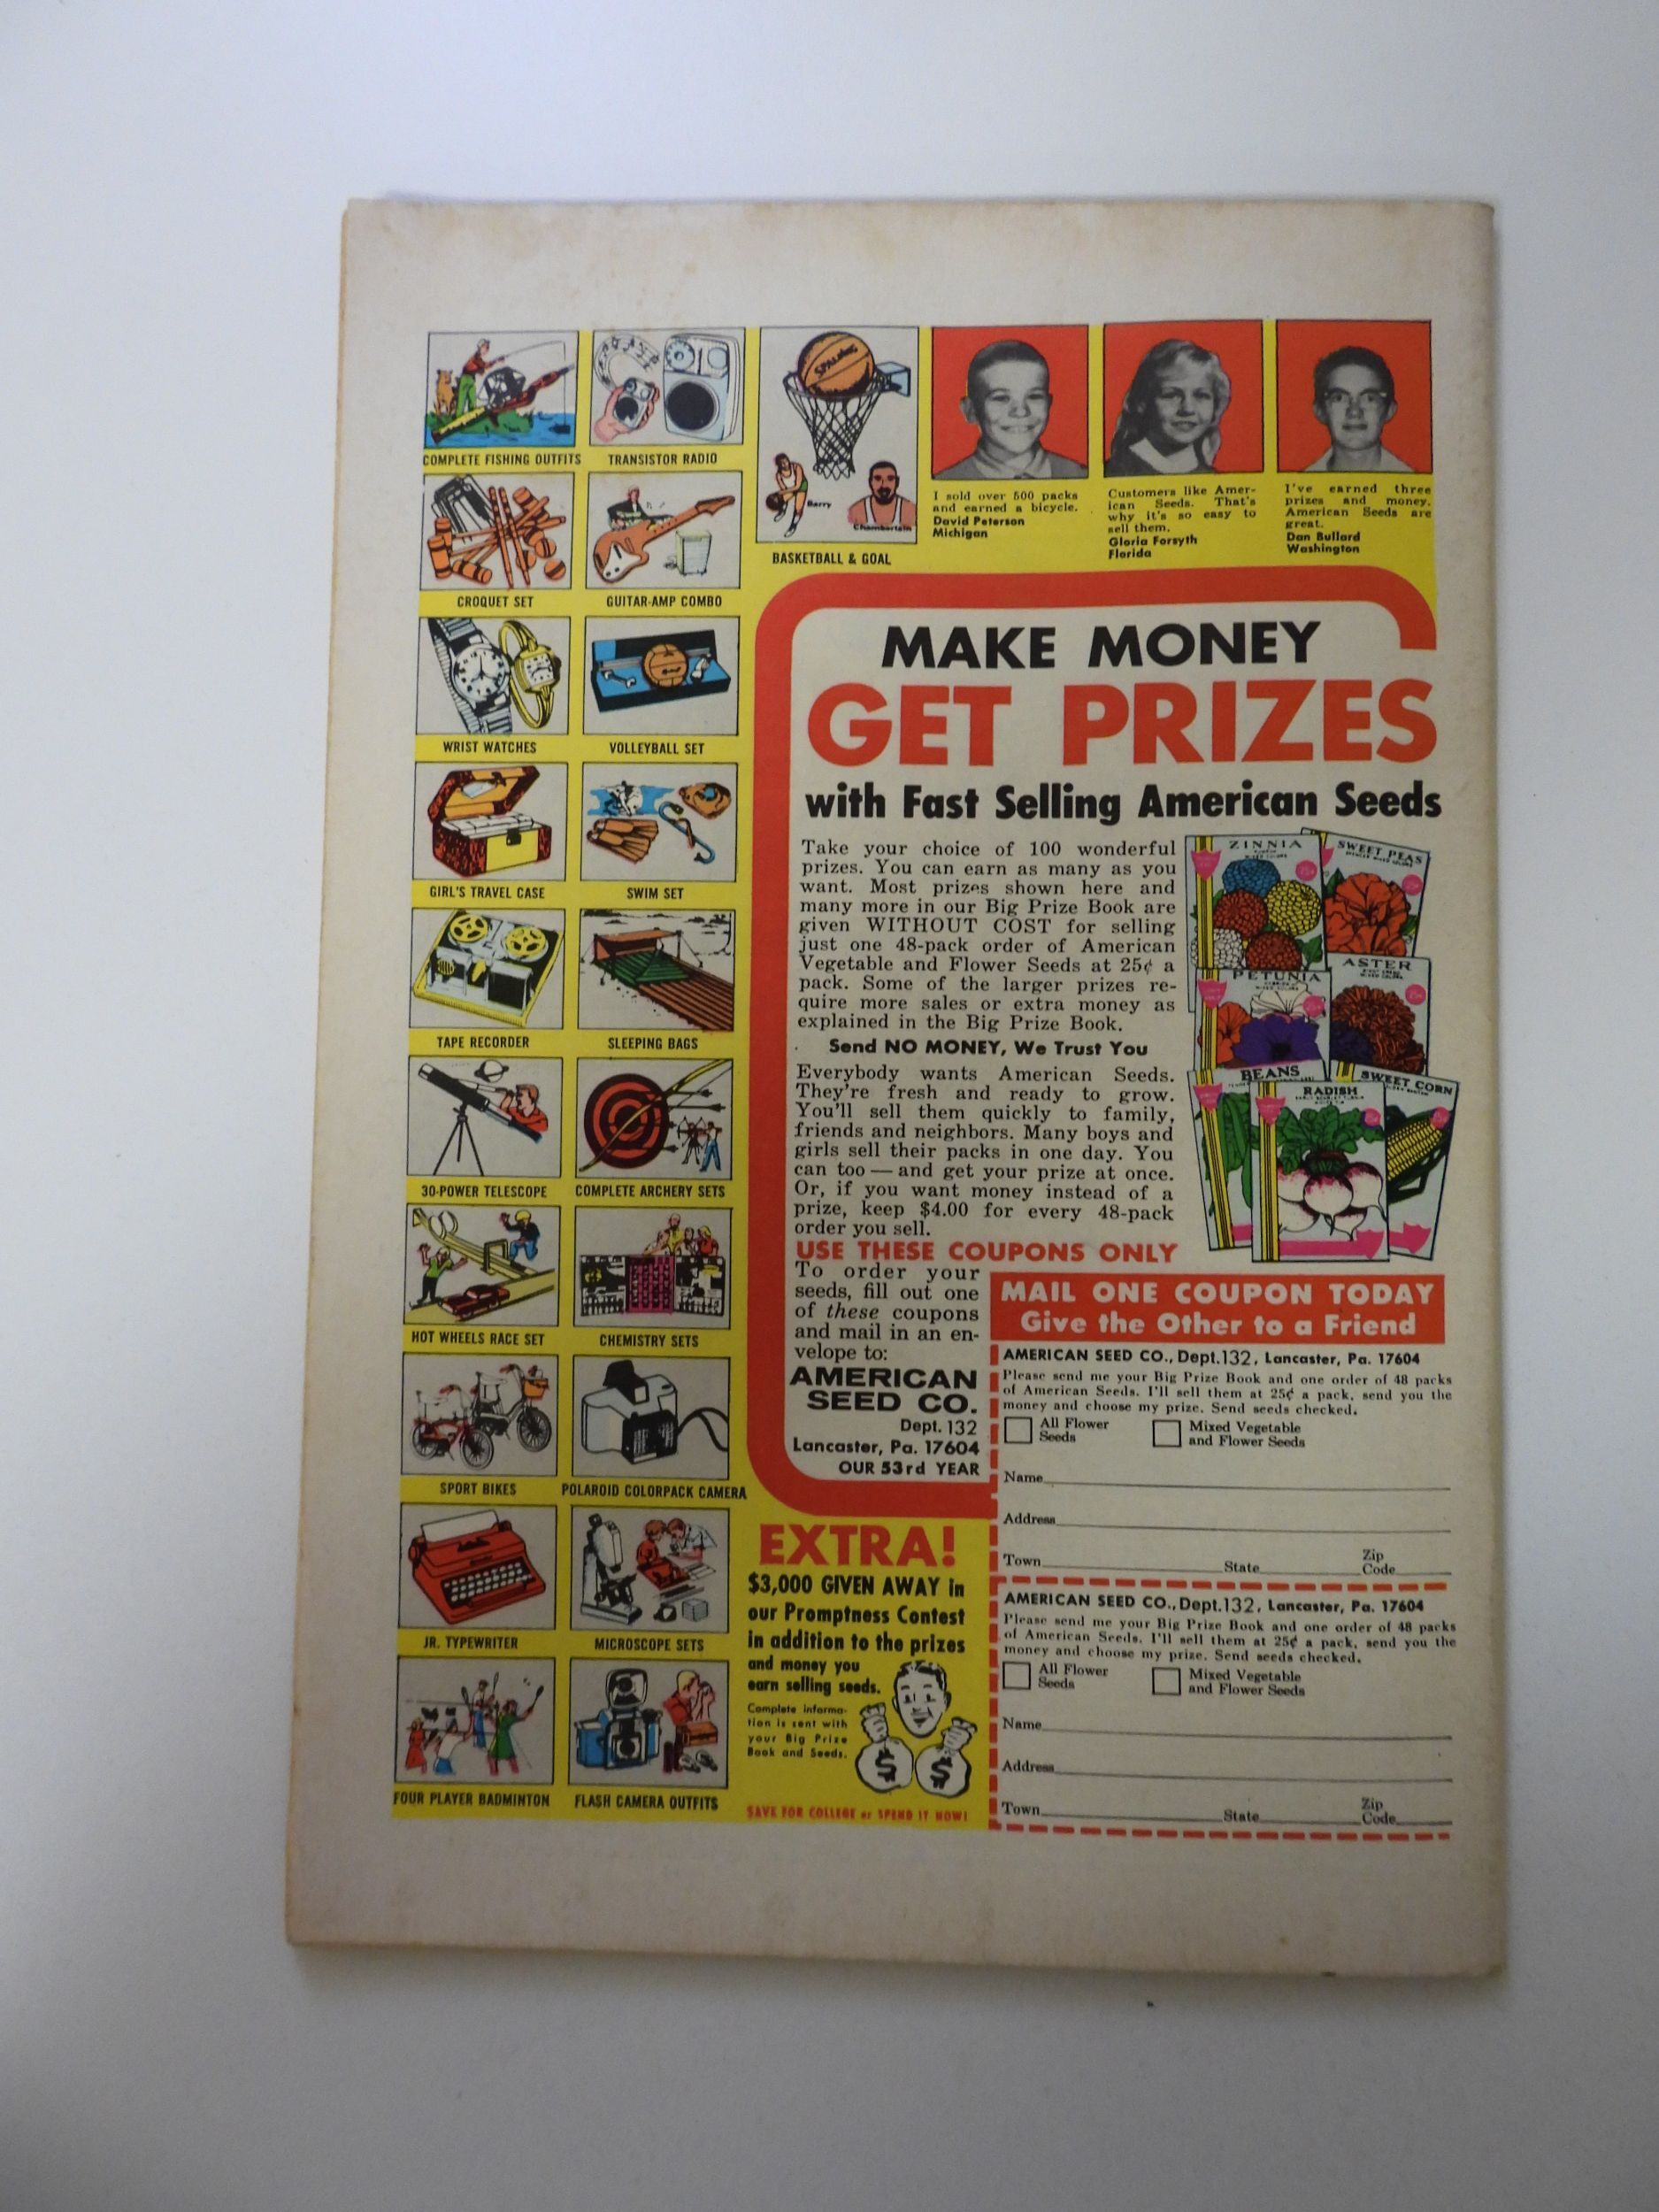 COMPLETE FISHING OUTFITS
TRANSISTOR RADIO
SPALDING
Barry
Chamberlain
BASKETBALL & GOAL
I sold over 500 packs
and earned a bicycle.
David Peterson
Michigan
Customers like Amer-
ican Seeds. That's
why it's so easy to
sell them.
Gloria Forsyth
Florida
I've earned three
prizes and money.
American Seeds are
great.
Dan Bullard
Washington
CROQUET SET
GUITAR-AMP COMBO
WRIST WATCHES
VOLLEYBALL SET
GIRL'S TRAVEL CASE
SWIM SET
TAPE RECORDER
SLEEPING BAGS
30-POWER TELESCOPE
COMPLETE ARCHERY SETS
HOT WHEELS RACE SET
CHEMISTRY SETS
SPORT BIKES
POLAROID COLORPACK CAMERA
JR. TYPEWRITER
MICROSCOPE SETS
FOUR PLAYER BADMINTON
FLASH CAMERA OUTFITS
MAKE MONEY
GET PRIZES
with Fast Selling American Seeds
Take your choice of 100 wonderful
prizes. You can earn as many as you
want. Most prizes shown here and
many more in our Big Prize Book are
given WITHOUT COST for selling
just one 48-pack order of American
Vegetable and Flower Seeds at 25¢ a
pack. Some of the larger prizes re-
quire more sales or extra money as
explained in the Big Prize Book.
Send NO MONEY, We Trust You
Everybody wants American Seeds.
They're fresh and ready to grow.
You'll sell them quickly to family,
friends and neighbors. Many boys and
girls sell their packs in one day. You
can too — and get your prize at once.
Or, if you want money instead of a
prize, keep $4.00 for every 48-pack
order you sell.
ZINNIA
SWEET PEAS
PETUNIA
ASTER
BEANS
RADISH
SWEET CORN
USE THESE COUPONS ONLY
To order your
seeds, fill out one
of these coupons
and mail in an en-
velope to:
AMERICAN
SEED CO.
Dept. 132
Lancaster, Pa. 17604
OUR 53rd YEAR
EXTRA!
$3,000 GIVEN AWAY in
our Promptness Contest
in addition to the prizes
and money you
earn selling seeds.
Complete informa-
tion is sent with
your Big Prize
Book and Seeds.
$ $
SAVE FOR COLLEGE or SPEND IT NOW!
MAIL ONE COUPON TODAY
Give the Other to a Friend
AMERICAN SEED CO., Dept. 132, Lancaster, Pa. 17604
Please send me your Big Prize Book and one order of 48 packs
of American Seeds. I'll sell them at 25¢ a pack, send you the
money and choose my prize. Send seeds checked.
All Flower
Seeds
Mixed Vegetable
and Flower Seeds
Name
Address
Town State Zip Code
AMERICAN SEED CO., Dept. 132, Lancaster, Pa. 17604
Please send me your Big Prize Book and one order of 48 packs
of American Seeds. I'll sell them at 25¢ a pack, send you the
money and choose my prize. Send seeds checked.
All Flower
Seeds
Mixed Vegetable
and Flower Seeds
Name
Address
Town State Zip Code